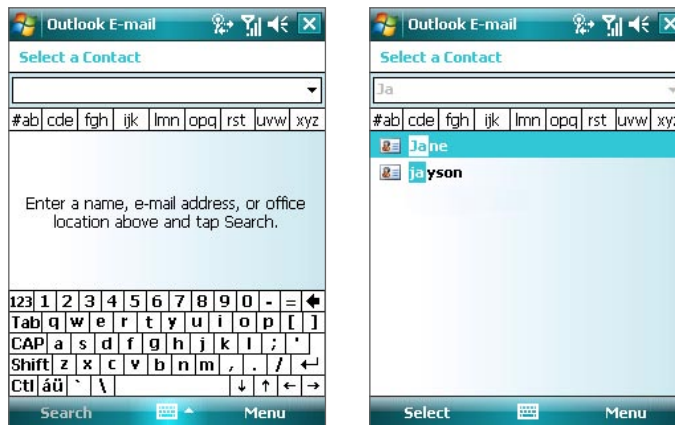 Outlook E-mail
Select a Contact
#ab cde fgh ijk lmn opq rst uvw xyz
Enter a name, e-mail address, or office
location above and tap Search.
123 1 2 3 4 5 6 7 8 9 0 - =
Tab q w e r t y u i o p [ ]
CAP a s d f g h j k l ; '
Shift z x c v b n m , . /
Ctl áü ` \
Search Menu
Outlook E-mail
Select a Contact
Ja
#ab cde fgh ijk lmn opq rst uvw xyz
Jane
jayson
Select Menu